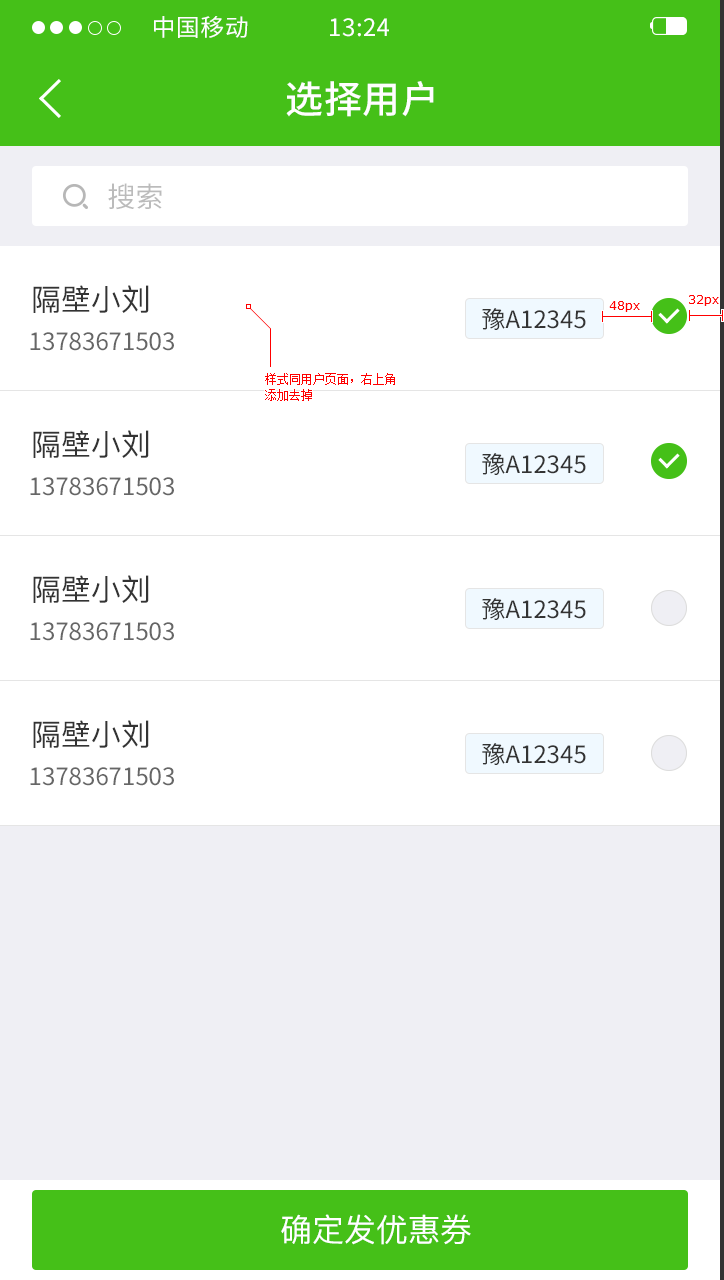 中国移动 13:24
选择用户
搜索
隔壁小刘
13783671503
豫A12345
48px
32px
样式同用户页面，右上角
添加去掉
隔壁小刘
13783671503
豫A12345
隔壁小刘
13783671503
豫A12345
隔壁小刘
13783671503
豫A12345
确定发优惠券